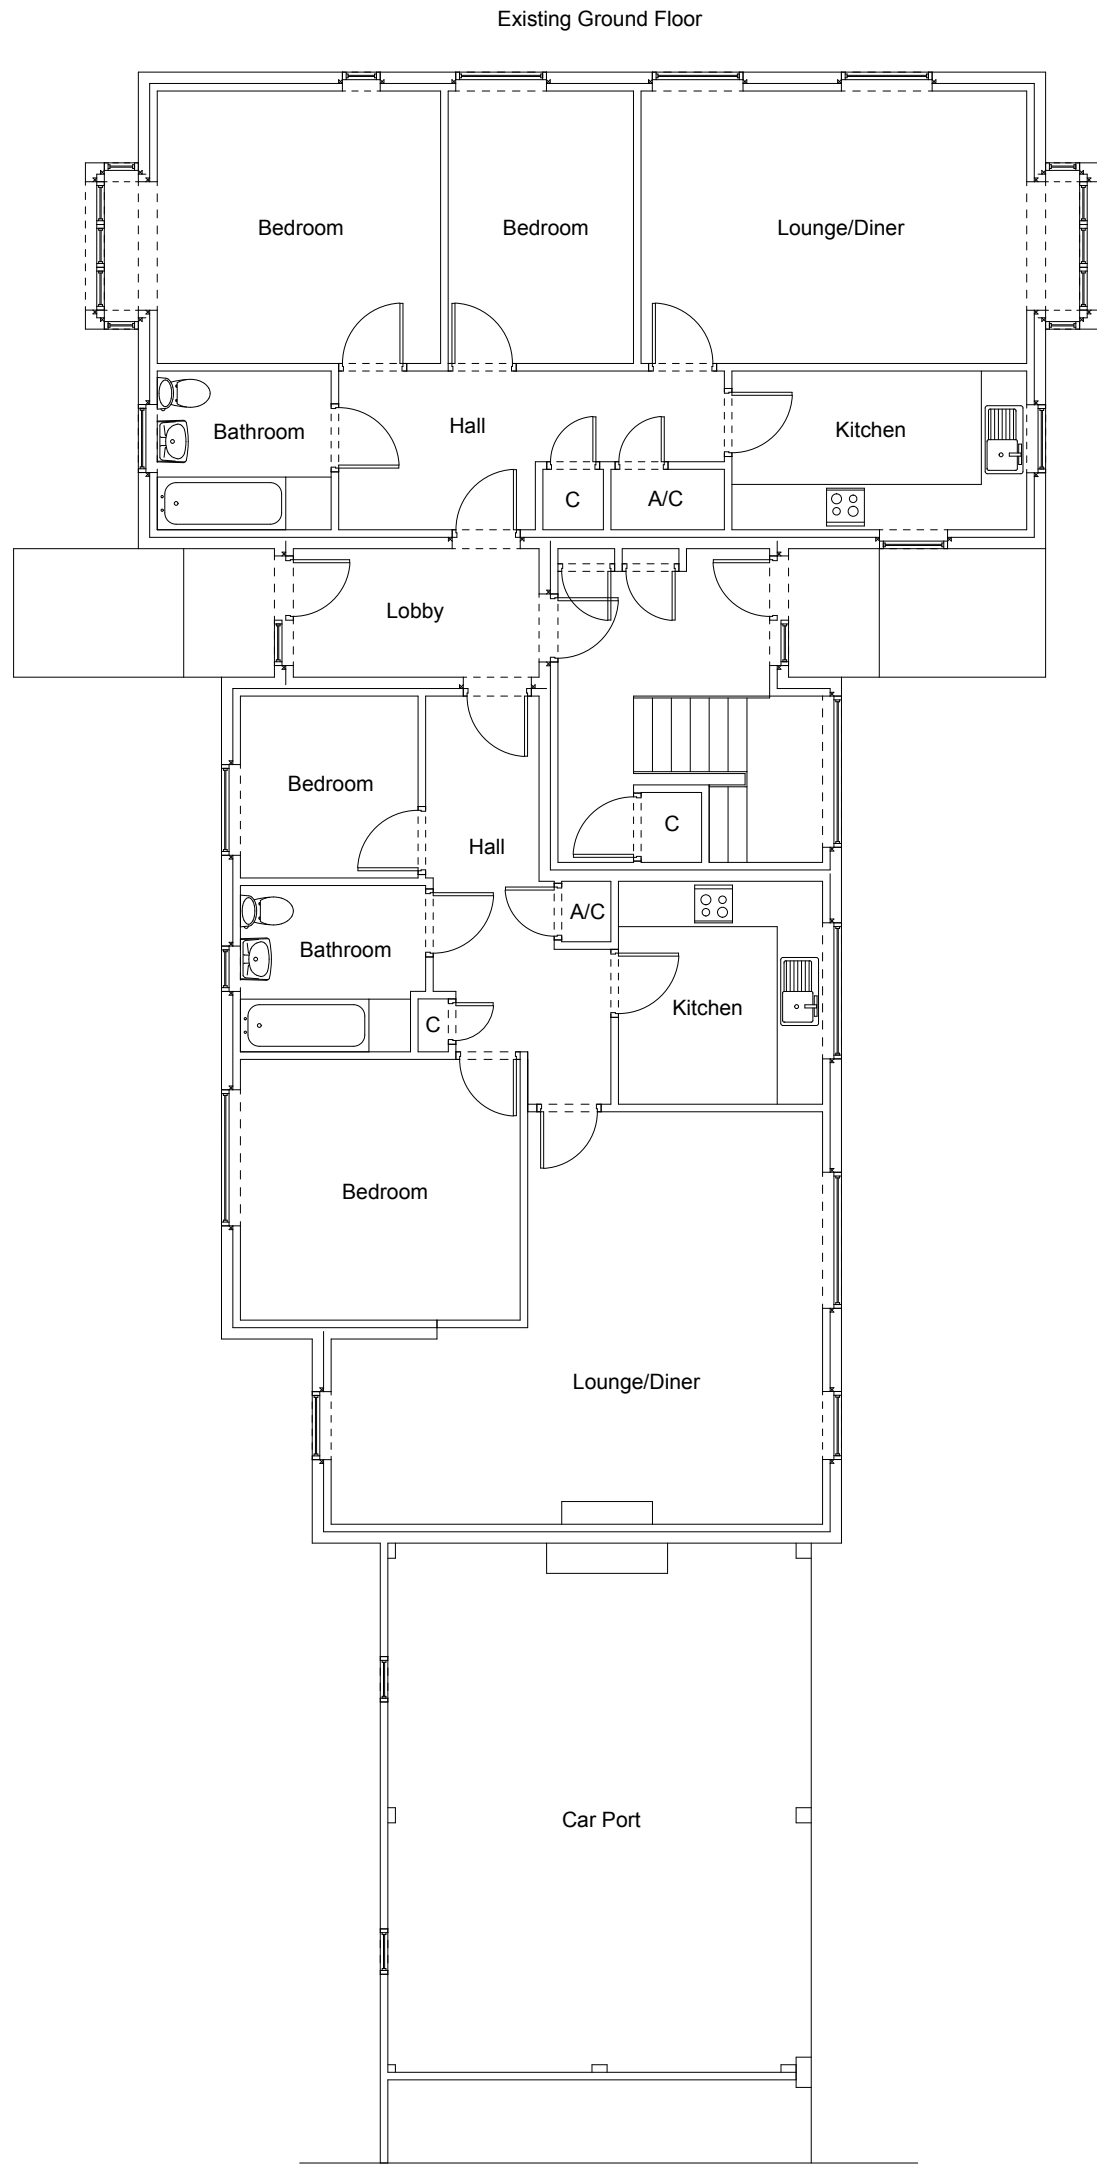 Existing Ground Floor
Bedroom
Bedroom
Lounge/Diner
Bathroom
Hall
Kitchen
C
A/C
Lobby
Bedroom
C
Hall
A/C
Bathroom
Kitchen
C
Bedroom
Lounge/Diner
Car Port